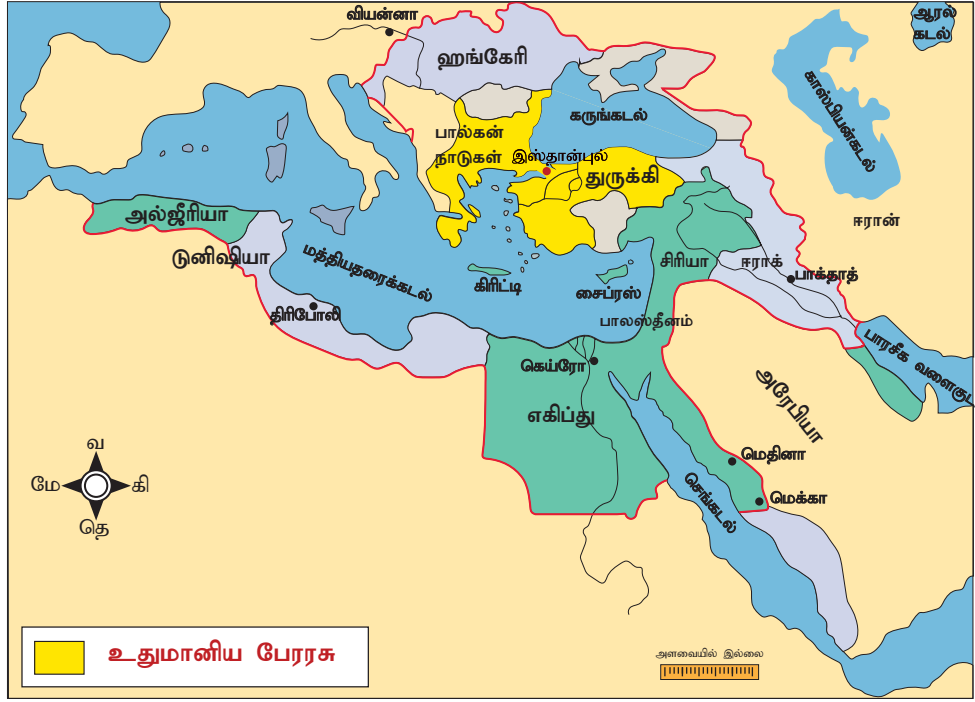 வியன்னா
ஆரல்
கடல்
ஹங்கேரி
காஸ்பியன்கடல்
கருங்கடல்
பால்கன்
நாடுகள்
இஸ்தான்புல்
துருக்கி
அல்ஜீரியா
ஈரான்
டுனிஷியா
மத்தியதரைக்கடல்
சிரியா
ஈராக்
பாக்தாத்
கிரிட்டி
சைப்ரஸ்
திரிபோலி
பாலஸ்தீனம்
பாரசீக வளைகுட
கெய்ரோ
அரேபியா
எகிப்து
வ
மே
கி
தெ
மெதினா
மெக்கா
செங்கடல்
உதுமானிய பேரரசு
அளவையில் இல்லை